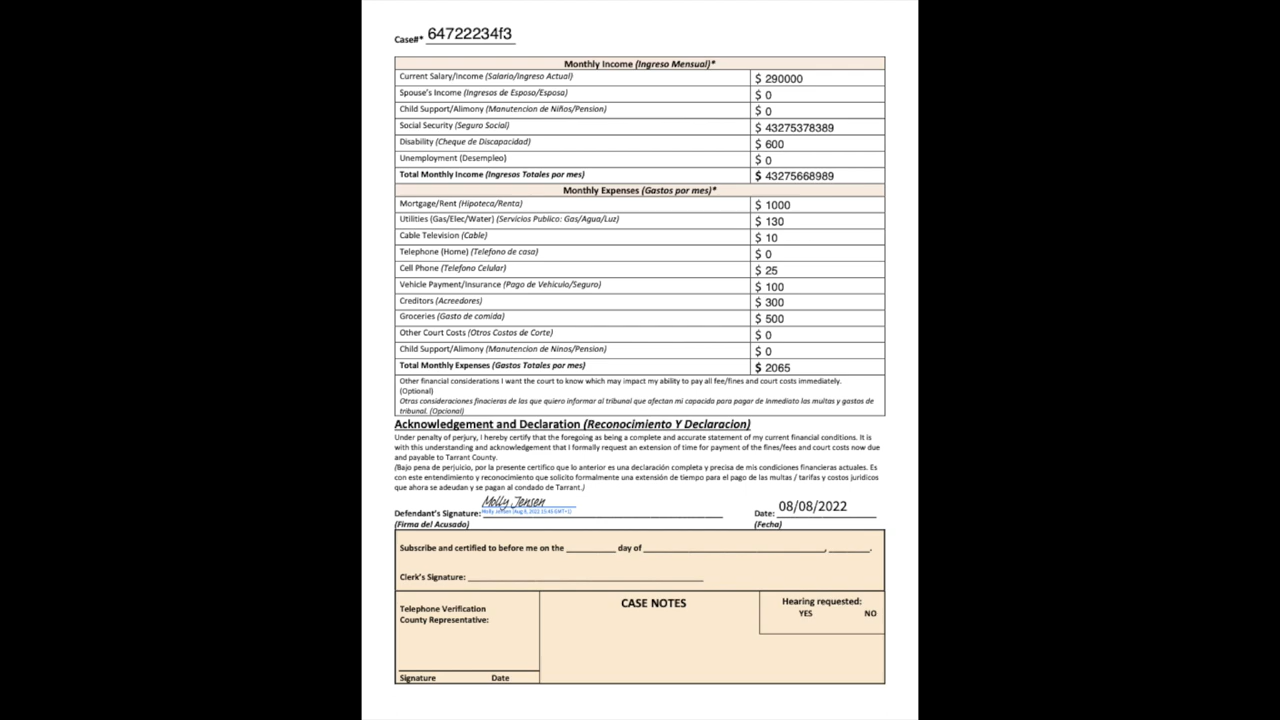 Case#* 64722234f3
Monthly Income (Ingreso Mensual)*
Current Salary/Income (Salario/Ingreso Actual) $ 290000
Spouse's Income (Ingresos de Esposo/Esposa) $ 0
Child Support/Alimony (Manutencion de Niños/Pension) $ 0
Social Security (Seguro Social) $ 43275378389
Disability (Cheque de Discapacidad) $ 600
Unemployment (Desempleo) $ 0
Total Monthly Income (Ingresos Totales por mes) $ 43275668989
Monthly Expenses (Gastos por mes)*
Mortgage/Rent (Hipoteca/Renta) $ 1000
Utilities (Gas/Elec/Water) (Servicios Publico: Gas/Agua/Luz) $ 130
Cable Television (Cable) $ 10
Telephone (Home) (Telefono de casa) $ 0
Cell Phone (Telefono Celular) $ 25
Vehicle Payment/Insurance (Pago de Vehiculo/Seguro) $ 100
Creditors (Acreedores) $ 300
Groceries (Gasto de comida) $ 500
Other Court Costs (Otros Costos de Corte) $ 0
Child Support/Alimony (Manutencion de Ninos/Pension) $ 0
Total Monthly Expenses (Gastos Totales por mes) $ 2065
Other financial considerations I want the court to know which may impact my ability to pay all fee/fines and court costs immediately.
(Optional)
Otras consideraciones finacieras de las que quiero informar al tribunal que afectan mi capacida para pagar de inmediato las multas y gastos de
tribunal. (Opcional)
Acknowledgement and Declaration (Reconocimiento Y Declaracion)
Under penalty of perjury, I hereby certify that the foregoing as being a complete and accurate statement of my current financial conditions. It is
with this understanding and acknowledgement that I formally request an extension of time for payment of the fines/fees and court costs now due
and payable to Tarrant County.
(Bajo pena de perjuicio, por la presente certifico que lo anterior es una declaración completa y precisa de mis condiciones financieras actuales. Es
con este entendimiento y reconocimiento que solicito formalmente una extensión de tiempo para el pago de las multas / tarifas y costos jurídicos
que ahora se adeudan y se pagan al condado de Tarrant.)
Molly Jensen
Defendant's Signature: Molly Jensen (Aug 8, 2022 15:45 GMT+1) Date: 08/08/2022
(Firma del Acusado) (Fecha)
Subscribe and certified to before me on the __________ day of ____________________, ________.
Clerk's Signature: ____________________
Telephone Verification
County Representative:
Signature Date
CASE NOTES
Hearing requested:
YES NO